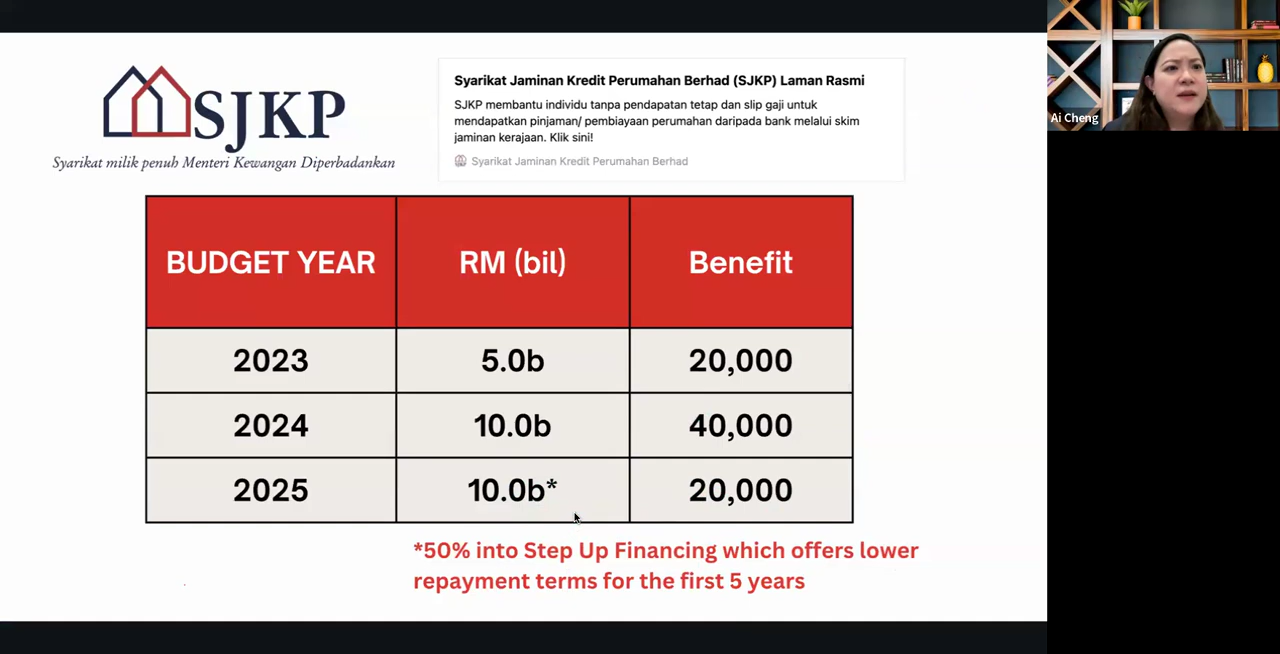 SJKP
Syarikat milik penuh Menteri Kewangan Diperbadankan
Syarikat Jaminan Kredit Perumahan Berhad (SJKP) Laman Rasmi
SJKP membantu individu tanpa pendapatan tetap dan slip gaji untuk
mendapatkan pinjaman/ pembiayaan perumahan daripada bank melalui skim
jaminan kerajaan. Klik sini!
Syarikat Jaminan Kredit Perumahan Berhad
BUDGET YEAR RM (bil) Benefit
2023 5.0b 20,000
2024 10.0b 40,000
2025 10.0b* 20,000
*50% into Step Up Financing which offers lower
repayment terms for the first 5 years
Ai Cheng